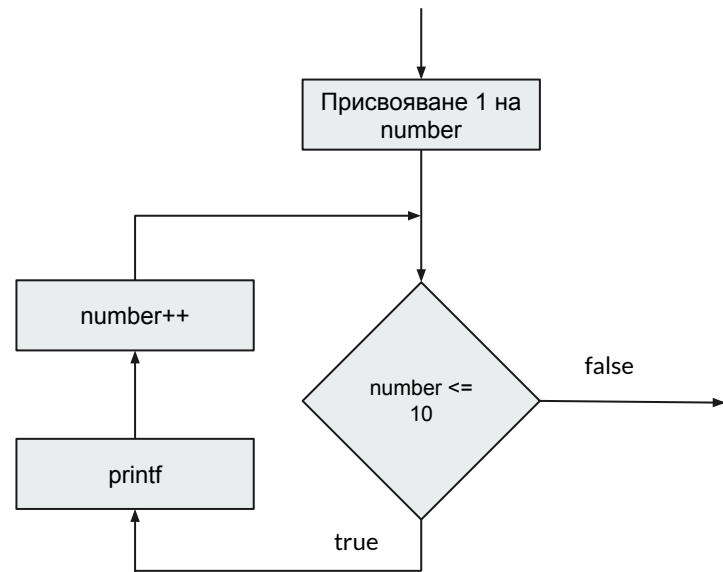 Присвояване 1 на
number
number++
number <=
10
false
printf
true